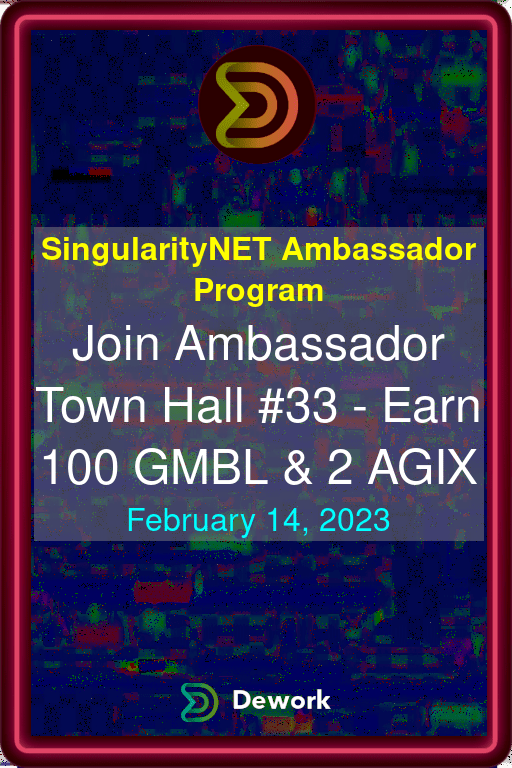 SingularityNET Ambassador
Program
Join Ambassador
Town Hall #33 - Earn
100 GMBL & 2 AGIX
February 14, 2023
Dework